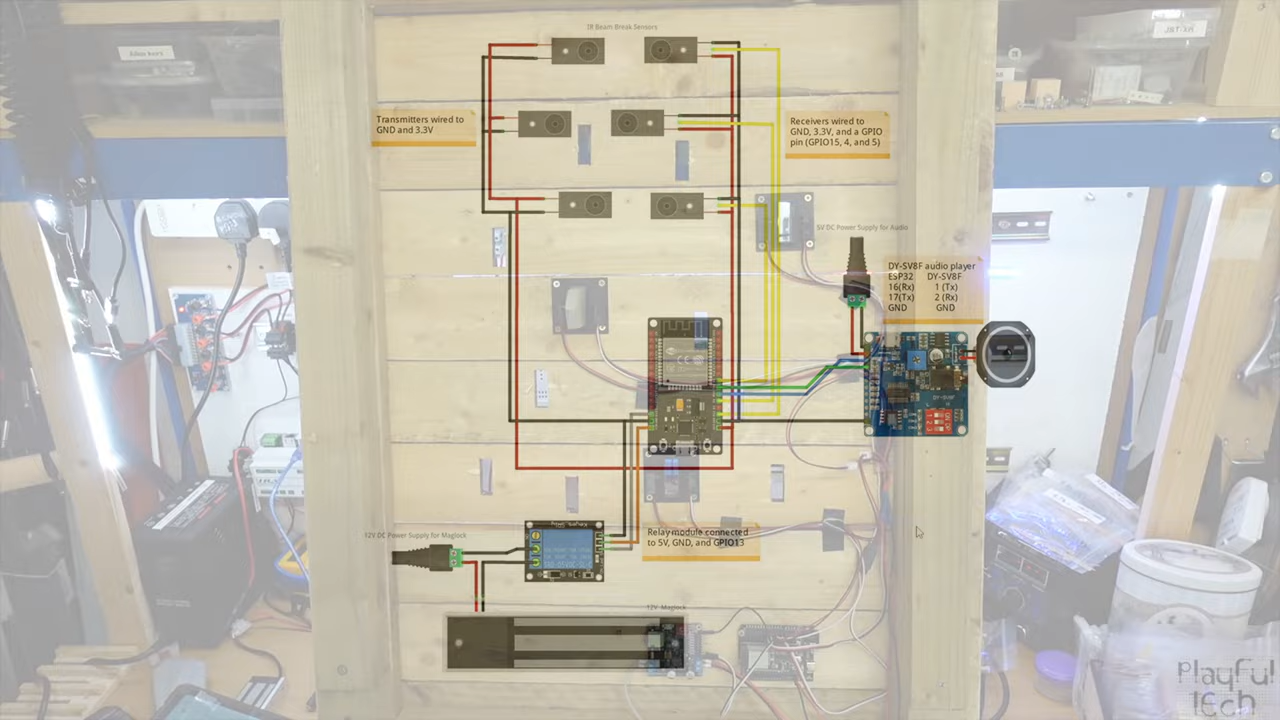 IR Beam Break Sensors
Transmitters wired to
GND and 3.3V
Receivers wired to
GND, 3.3V, and a GPIO
pin (GPIO15, 4, and 5)
5V DC Power Supply for Audio
DY-SV8F audio player
ESP32 DY-SV8F
16(Rx) 1 (Tx)
17(Tx) 2 (Rx)
GND GND
DY-SV8F
12V DC Power Supply for Maglock
Relay module connected
to 5V, GND, and GPIO13
12V Maglock
Playful
tEch